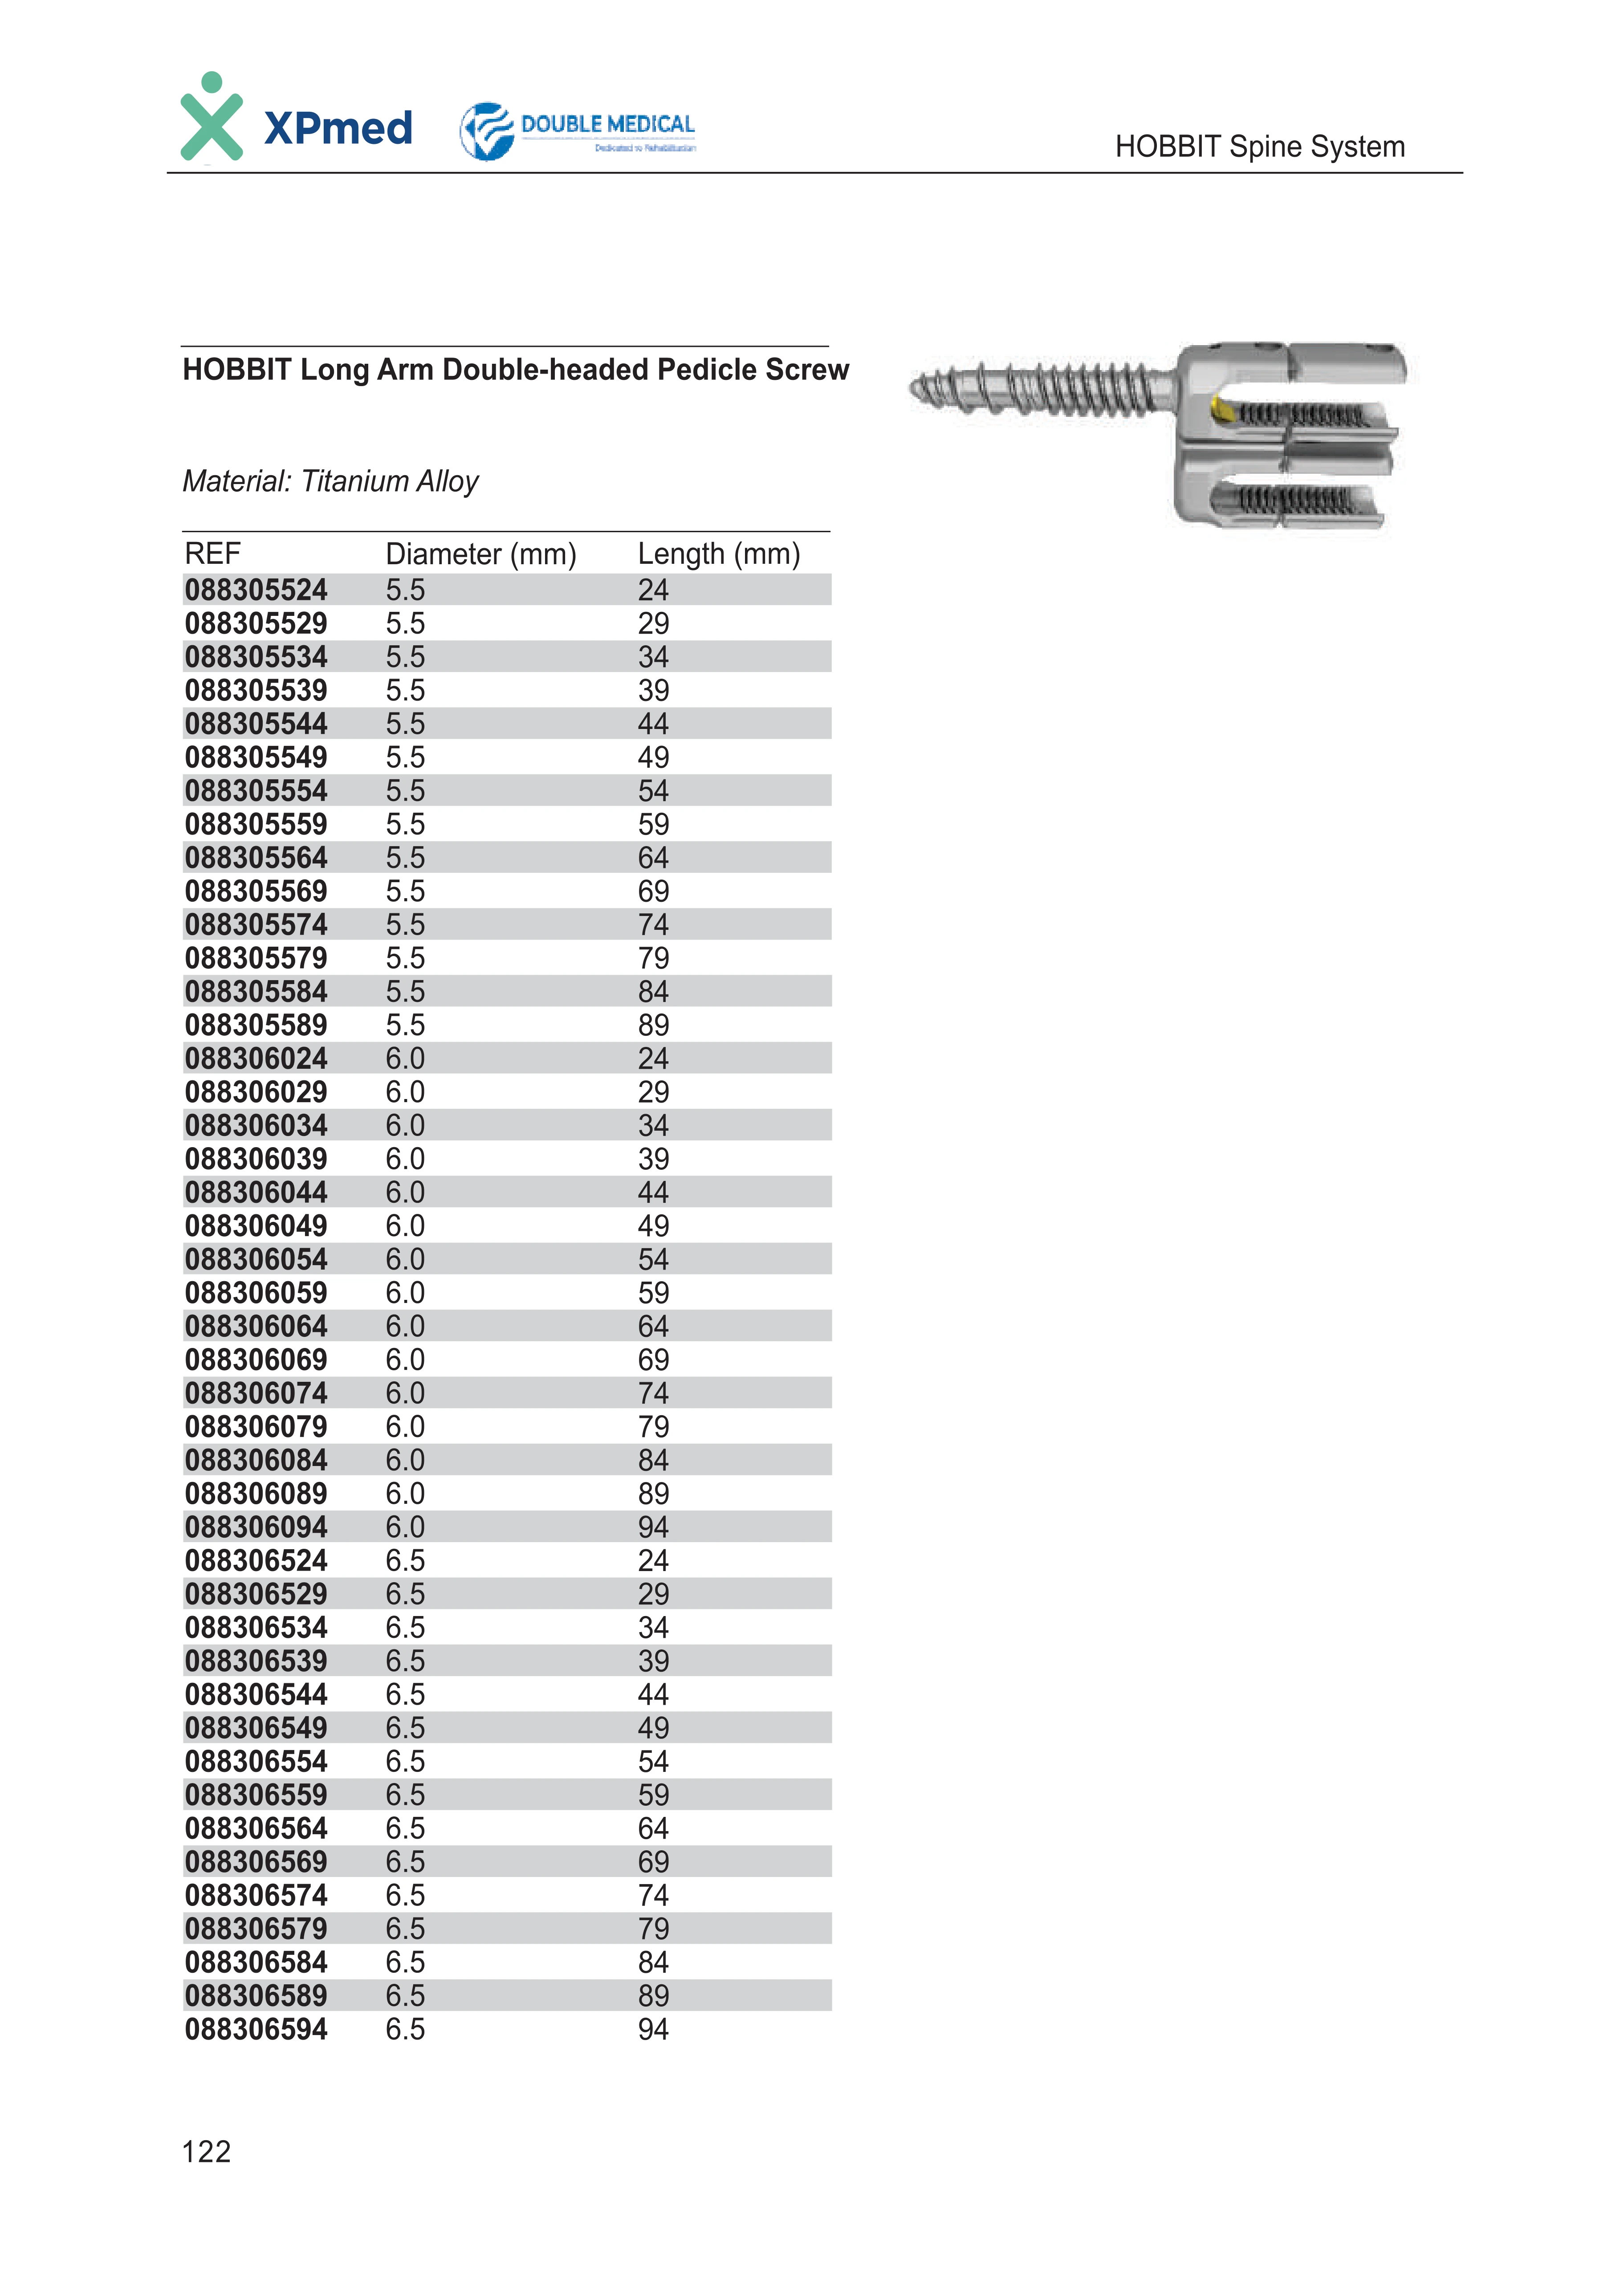 XPmed
DOUBLE MEDICAL
Dedicated to Rehabilitation
HOBBIT Spine System
HOBBIT Long Arm Double-headed Pedicle Screw
Material: Titanium Alloy
REF Diameter (mm) Length (mm)
088305524 5.5 24
088305529 5.5 29
088305534 5.5 34
088305539 5.5 39
088305544 5.5 44
088305549 5.5 49
088305554 5.5 54
088305559 5.5 59
088305564 5.5 64
088305569 5.5 69
088305574 5.5 74
088305579 5.5 79
088305584 5.5 84
088305589 5.5 89
088306024 6.0 24
088306029 6.0 29
088306034 6.0 34
088306039 6.0 39
088306044 6.0 44
088306049 6.0 49
088306054 6.0 54
088306059 6.0 59
088306064 6.0 64
088306069 6.0 69
088306074 6.0 74
088306079 6.0 79
088306084 6.0 84
088306089 6.0 89
088306094 6.0 94
088306524 6.5 24
088306529 6.5 29
088306534 6.5 34
088306539 6.5 39
088306544 6.5 44
088306549 6.5 49
088306554 6.5 54
088306559 6.5 59
088306564 6.5 64
088306569 6.5 69
088306574 6.5 74
088306579 6.5 79
088306584 6.5 84
088306589 6.5 89
088306594 6.5 94
122